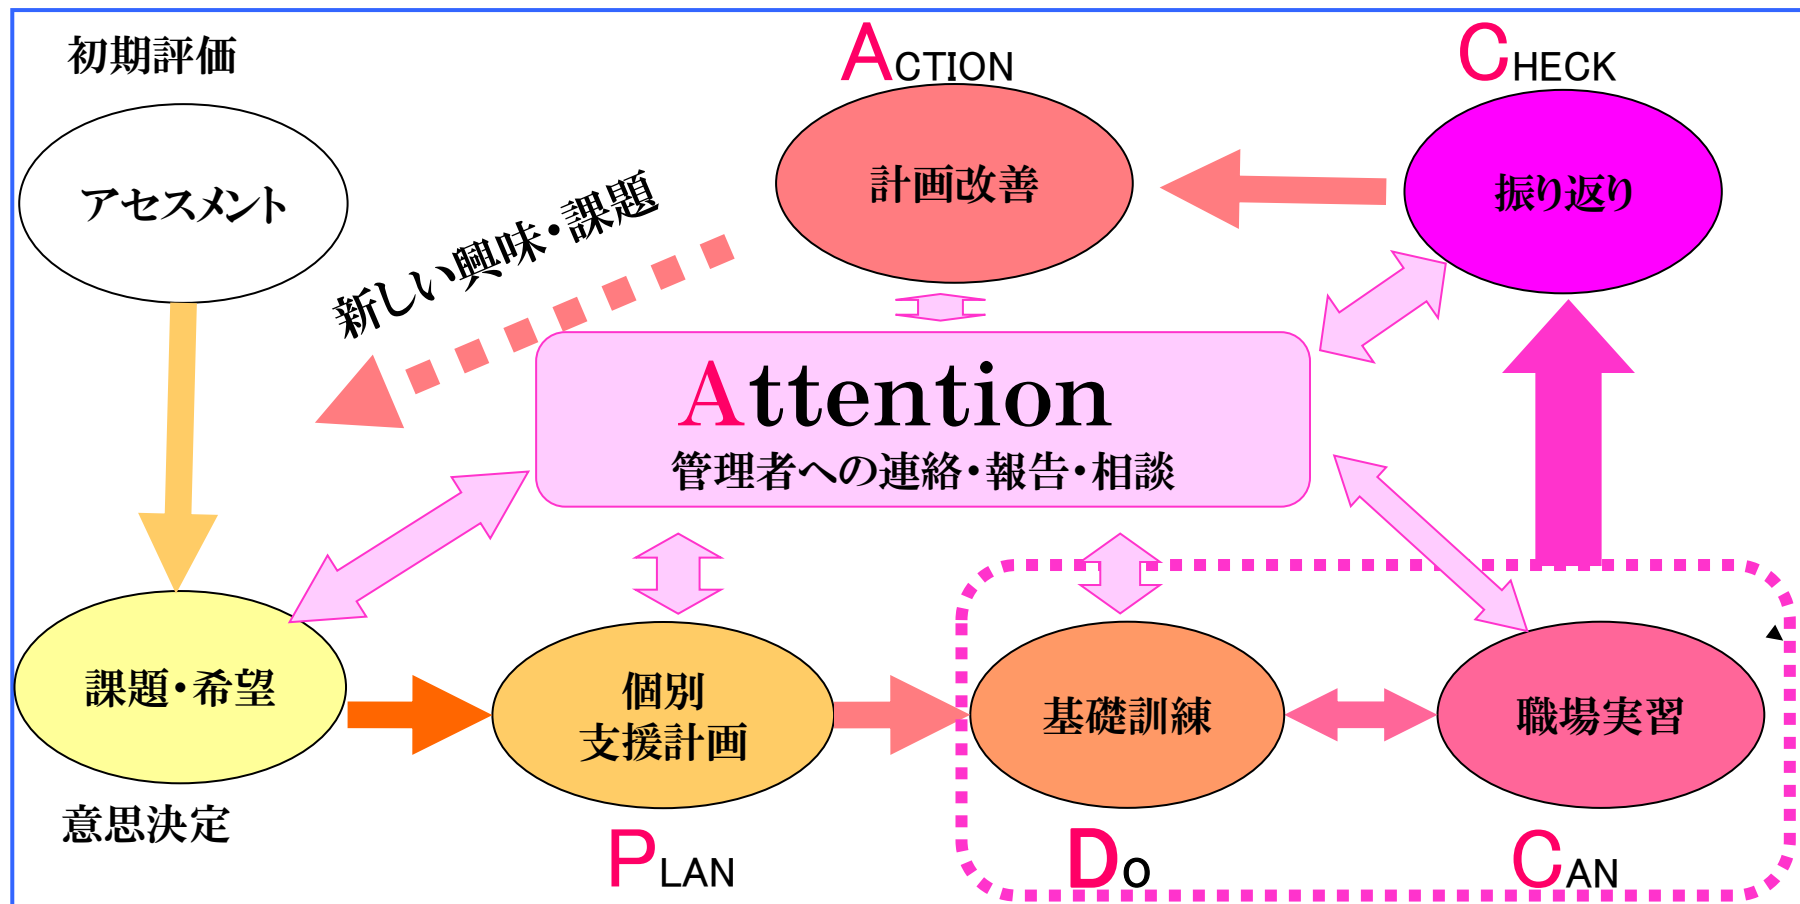 初期評価
ACTION
CHECK
アセスメント
計画改善
振り返り
新しい興味・課題
Attention
管理者への連絡・報告・相談
課題・希望
個別
支援計画
基礎訓練
職場実習
意思決定
PLAN
Do
CAN